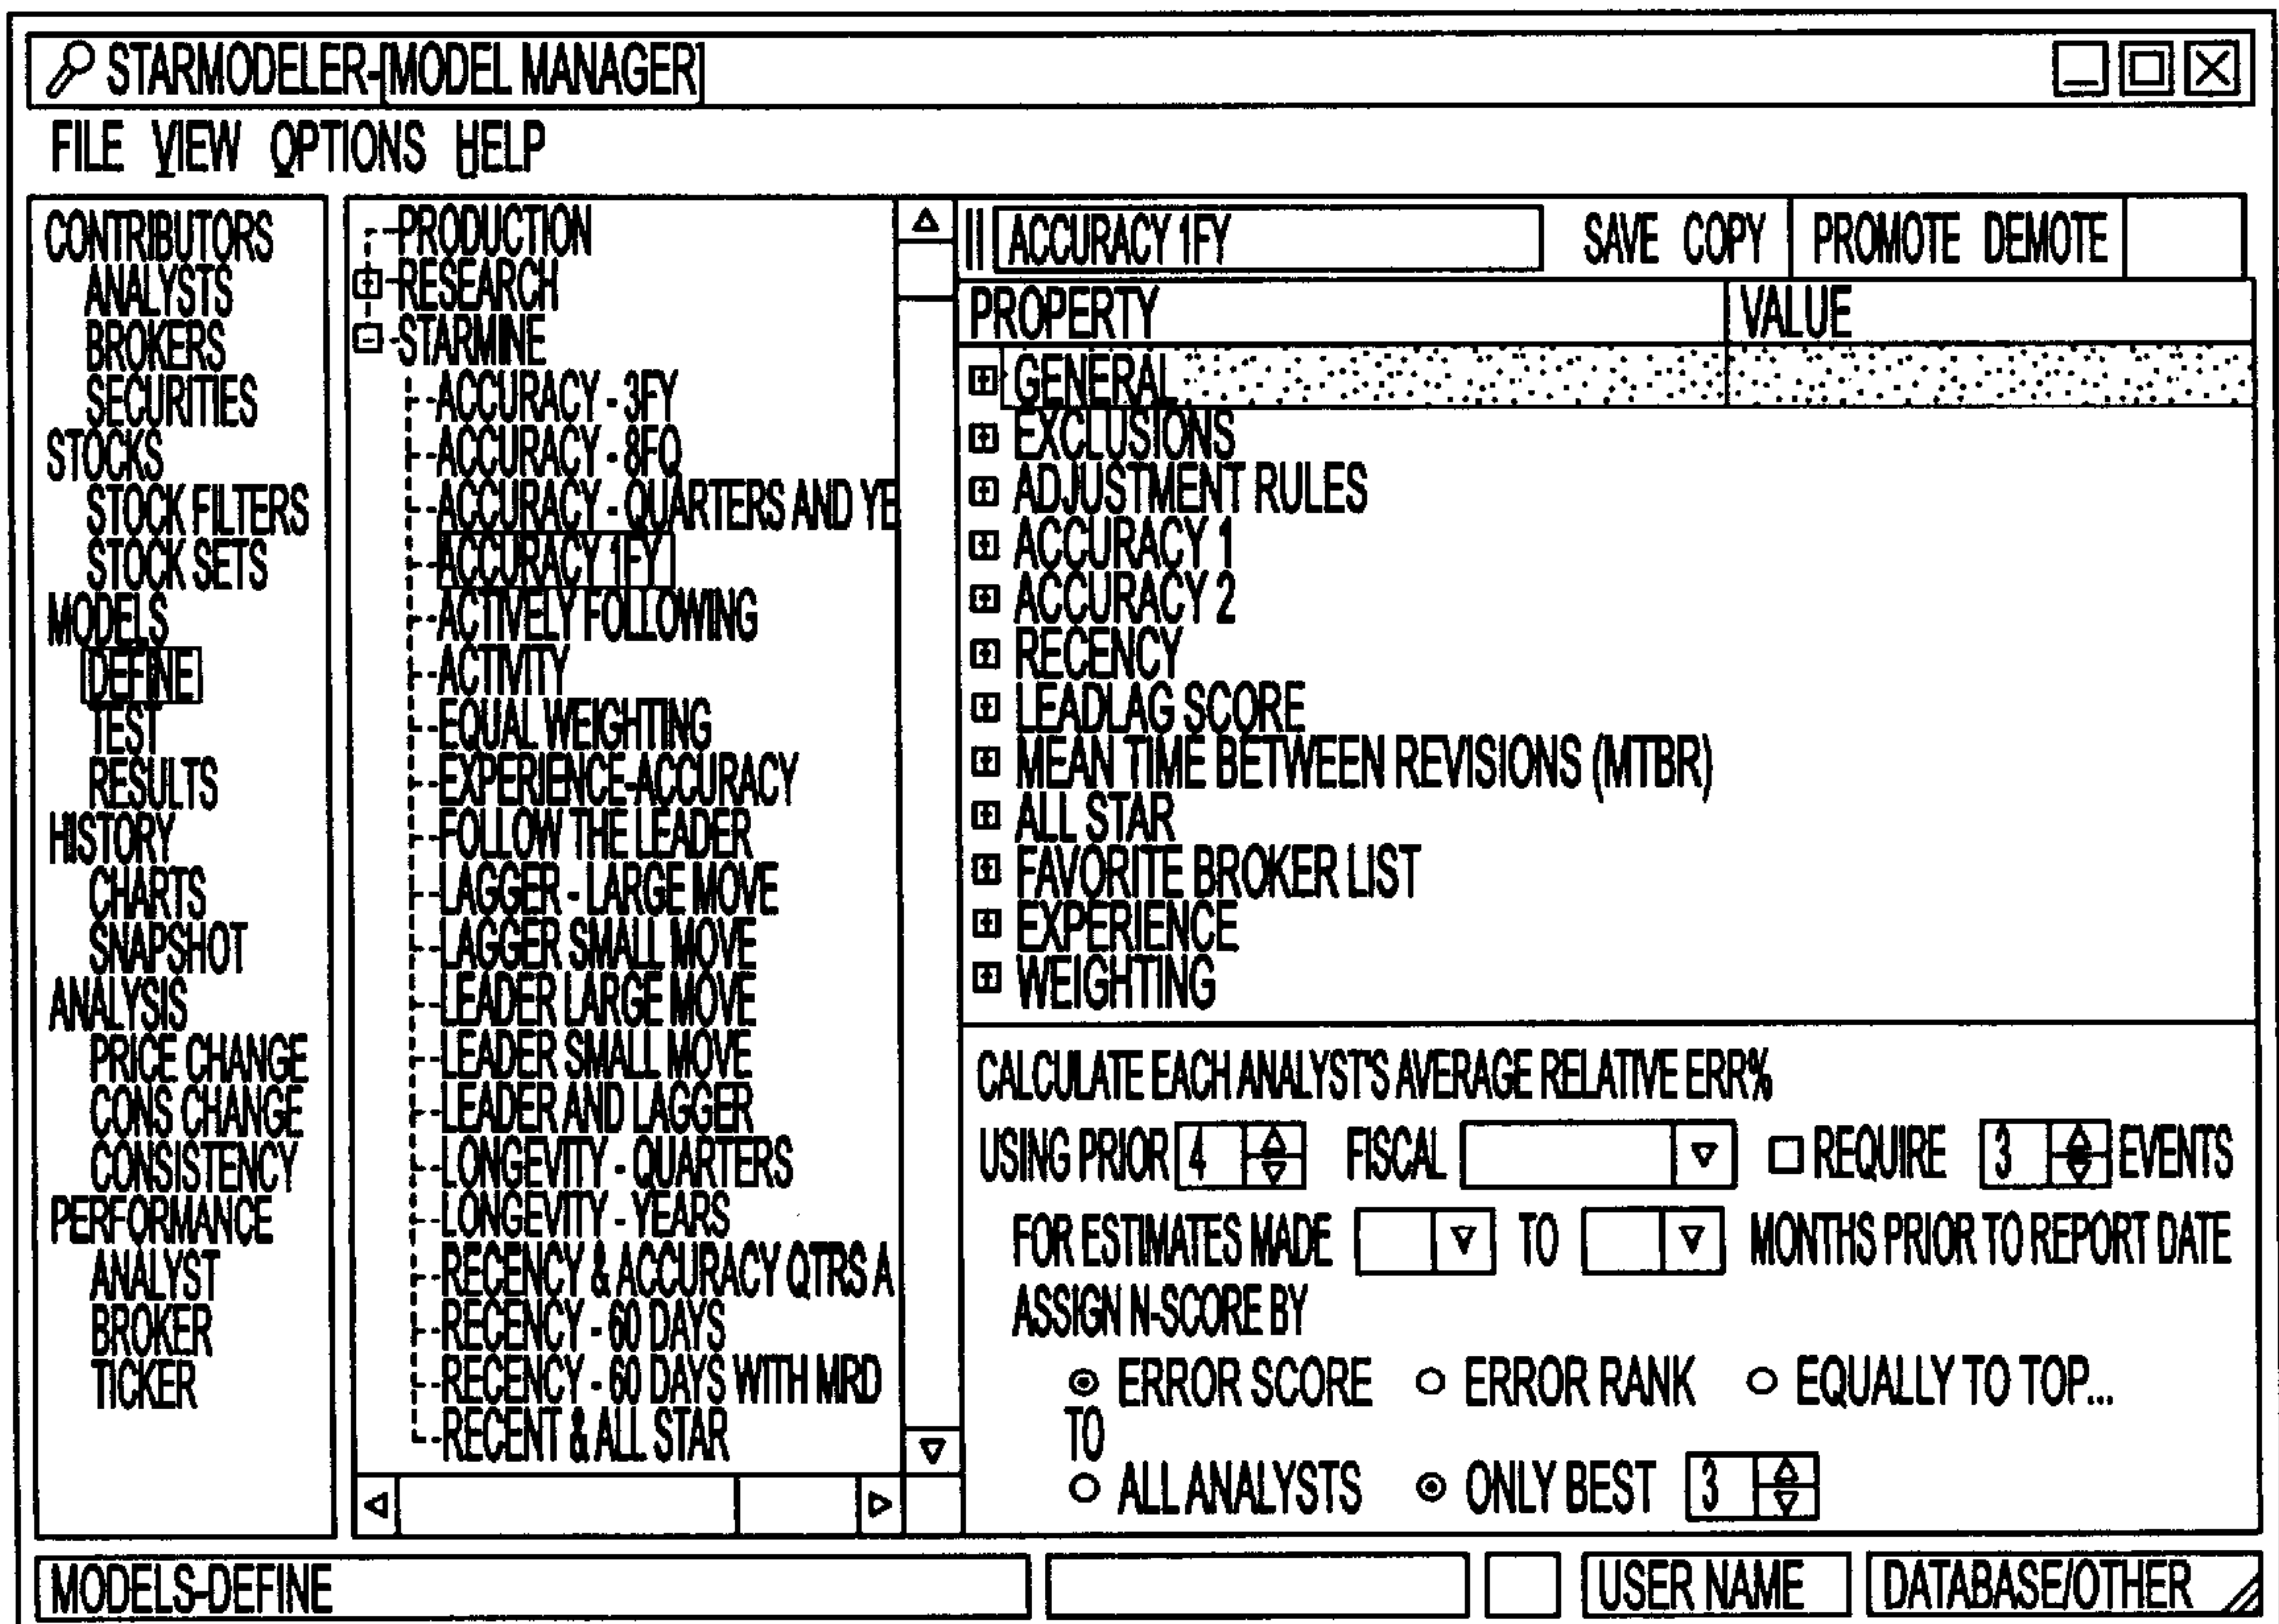 STARMODELER-[MODEL MANAGER]
FILE VIEW OPTIONS HELP
CONTRIBUTORS
ANALYSTS
BROKERS
SECURITIES
STOCKS
STOCK FILTERS
STOCK SETS
MODELS
DEFINE
TEST
RESULTS
HISTORY
CHARTS
SNAPSHOT
ANALYSIS
PRICE CHANGE
CONS CHANGE
CONSISTENCY
PERFORMANCE
ANALYST
BROKER
TICKER
PRODUCTION
RESEARCH
STARMINE
ACCURACY - 3FY
ACCURACY - 8FQ
ACCURACY - QUARTERS AND YE
ACCURACY 1FY
ACTIVELY FOLLOWING
ACTIVITY
EQUAL WEIGHTING
EXPERIENCE-ACCURACY
FOLLOW THE LEADER
LAGGER - LARGE MOVE
LAGGER SMALL MOVE
LEADER LARGE MOVE
LEADER SMALL MOVE
LEADER AND LAGGER
LONGEVITY - QUARTERS
LONGEVITY - YEARS
RECENCY & ACCURACY QTRS A
RECENCY - 60 DAYS
RECENCY - 60 DAYS WITH MRD
RECENT & ALL STAR
ACCURACY 1FY SAVE COPY PROMOTE DEMOTE
PROPERTY VALUE
GENERAL
EXCLUSIONS
ADJUSTMENT RULES
ACCURACY 1
ACCURACY 2
RECENCY
LEADLAG SCORE
MEAN TIME BETWEEN REVISIONS (MTBR)
ALL STAR
FAVORITE BROKER LIST
EXPERIENCE
WEIGHTING
CALCULATE EACH ANALYST'S AVERAGE RELATIVE ERR%
USING PRIOR 4 FISCAL REQUIRE 3 EVENTS
FOR ESTIMATES MADE TO MONTHS PRIOR TO REPORT DATE
ASSIGN N-SCORE BY
ERROR SCORE ERROR RANK EQUALLY TO TOP...
TO
ALL ANALYSTS ONLY BEST 3
MODELS-DEFINE USER NAME DATABASE/OTHER